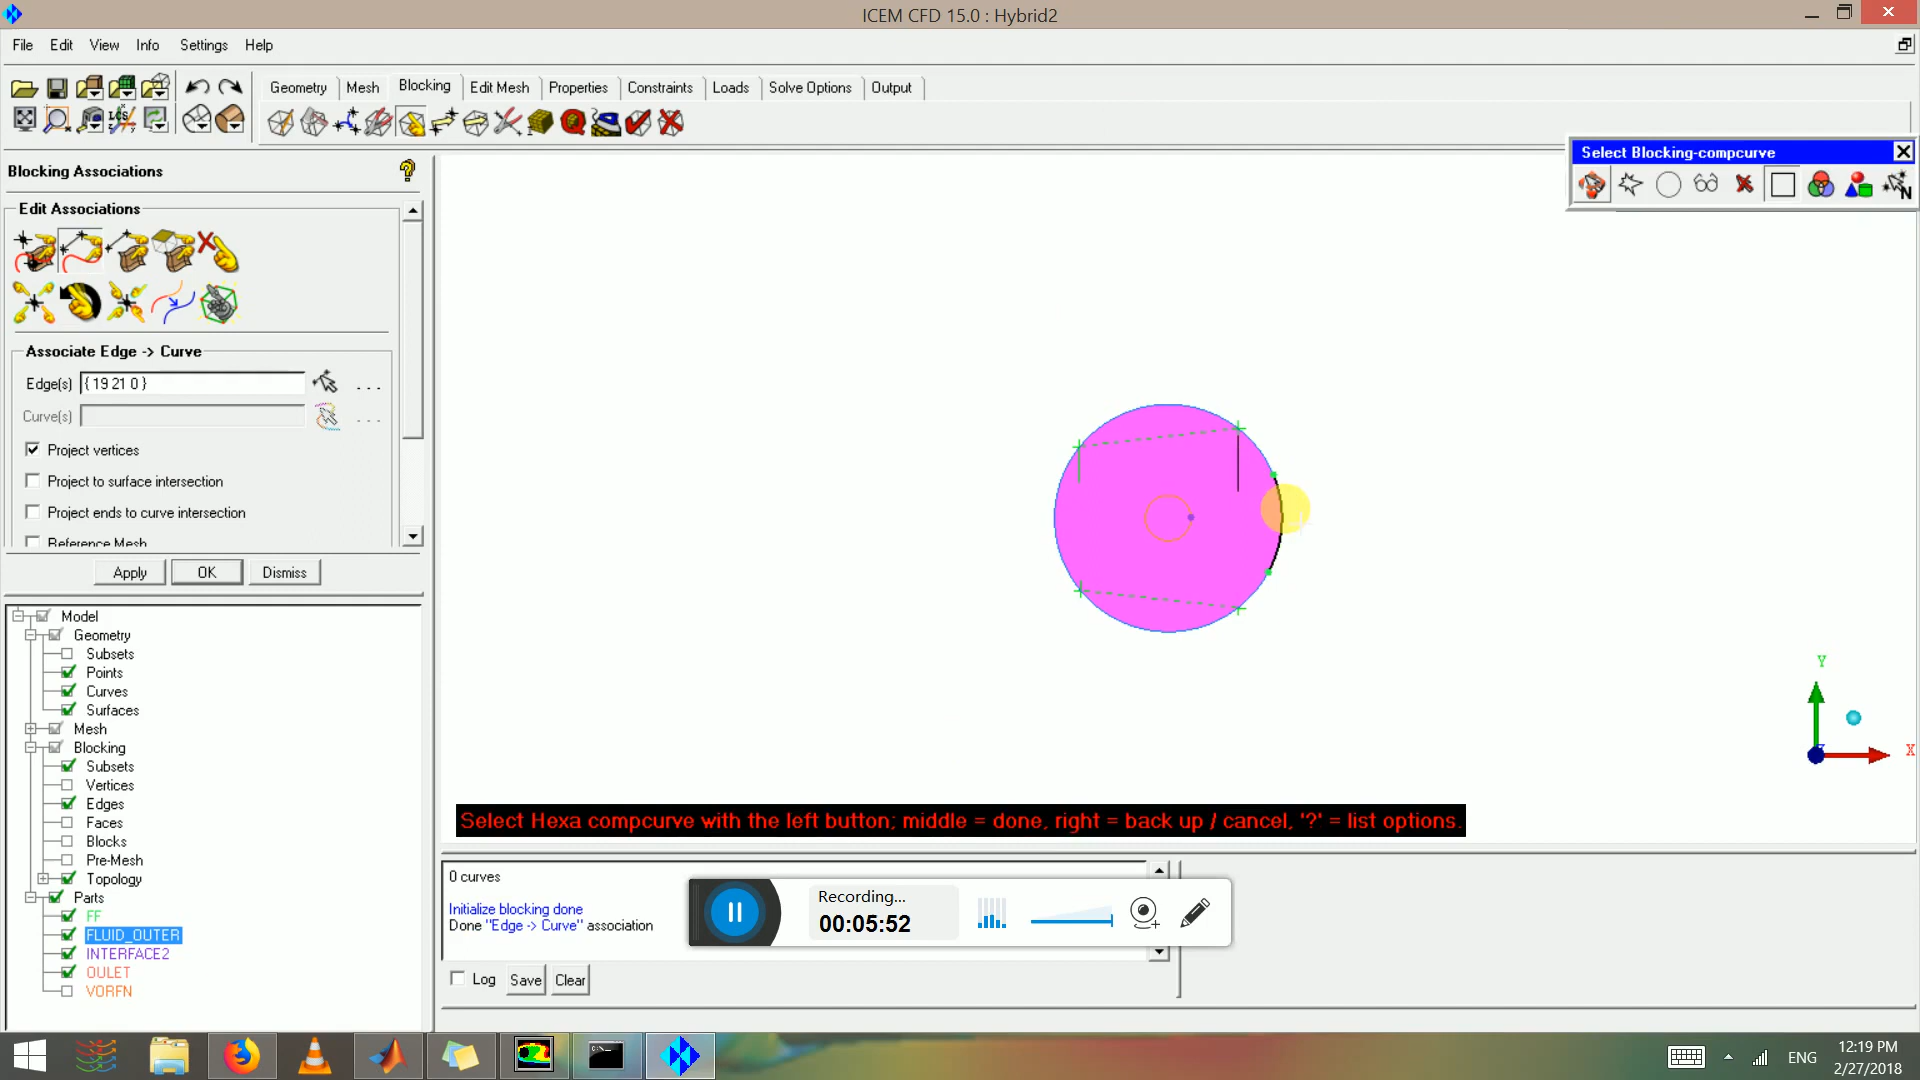 ICEM CFD 15.0 : Hybrid2
File Edit View Info Settings Help
Geometry Mesh Blocking Edit Mesh Properties Constraints Loads Solve Options Output
LCS
Q
Select Blocking-compcurve
N
Blocking Associations
?
Edit Associations
Associate Edge -> Curve
Edge(s) { 19 21 0 } ...
Curve(s) ...
Project vertices
Project to surface intersection
Project ends to curve intersection
Reference Mesh
Apply OK Dismiss
Model
Geometry
Subsets
Points
Curves
Surfaces
Mesh
Blocking
Subsets
Vertices
Edges
Faces
Blocks
Pre-Mesh
Topology
Parts
FF
FLUID_OUTER
INTERFACE2
OULET
VORFN
Y
X
Z
Select Hexa compcurve with the left button; middle = done, right = back up / cancel, '?' = list options.
0 curves
Initialize blocking done
Done "Edge -> Curve" association
Log Save Clear
Recording...
00:05:52
ENG
12:19 PM
2/27/2018